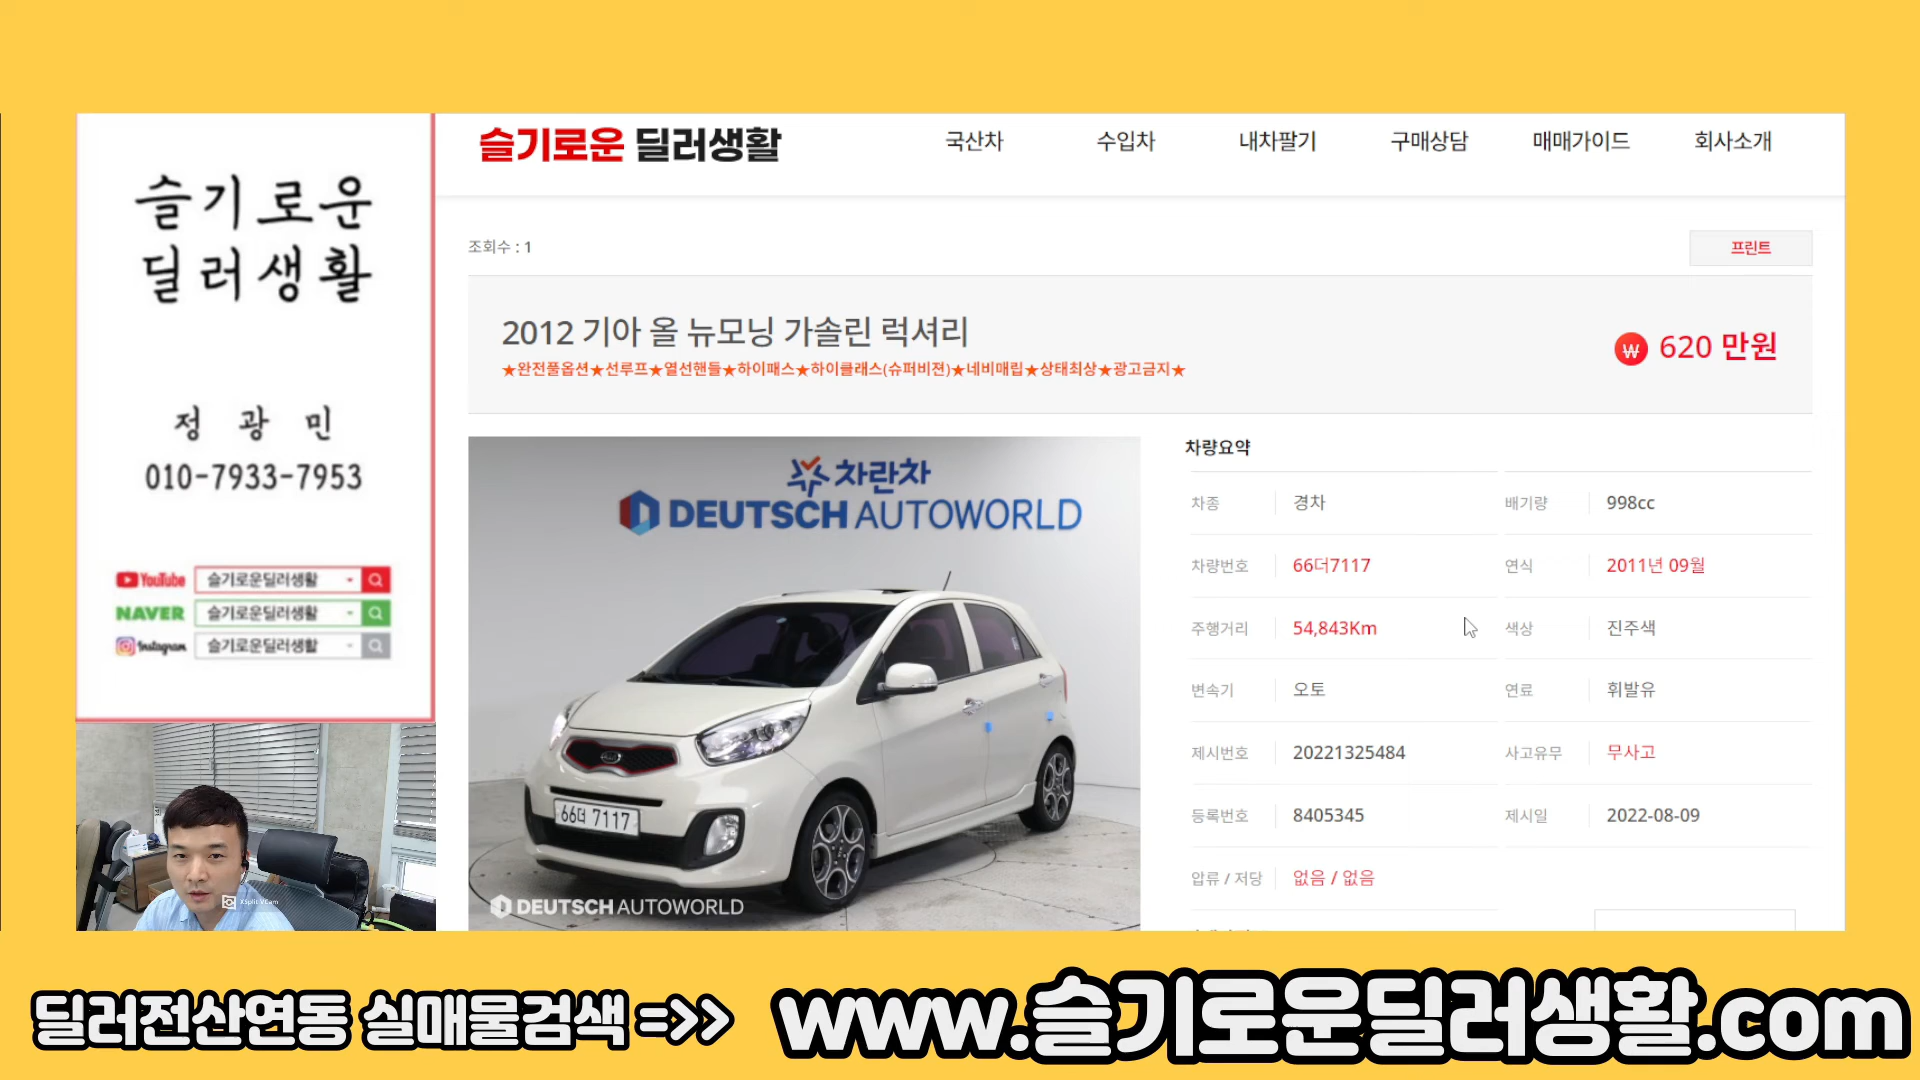 슬기로운
딜러생활
정 광 민
010-7933-7953
YouTube 슬기로운딜러생활
NAVER 슬기로운딜러생활
Instagram 슬기로운딜러생활
XSplit VCam
슬기로운 딜러생활
국산차 수입차 내차팔기 구매상담 매매가이드 회사소개
조회수 : 1
프린트
2012 기아 올 뉴모닝 가솔린 럭셔리
₩ 620 만원
★완전풀옵션★선루프★열선핸들★하이패스★하이클래스(슈퍼비젼)★네비매립★상태최상★광고금지★
차란차
DEUTSCH AUTOWORLD
KIA
66더 7117
DEUTSCH AUTOWORLD
차량요약
차종 경차 배기량 998cc
차량번호 66더7117 연식 2011년 09월
주행거리 54,843Km 색상 진주색
변속기 오토 연료 휘발유
제시번호 20221325484 사고유무 무사고
등록번호 8405345 제시일 2022-08-09
압류 / 저당 없음 / 없음
딜러전산연동 실매물검색 =>> www.슬기로운딜러생활.com